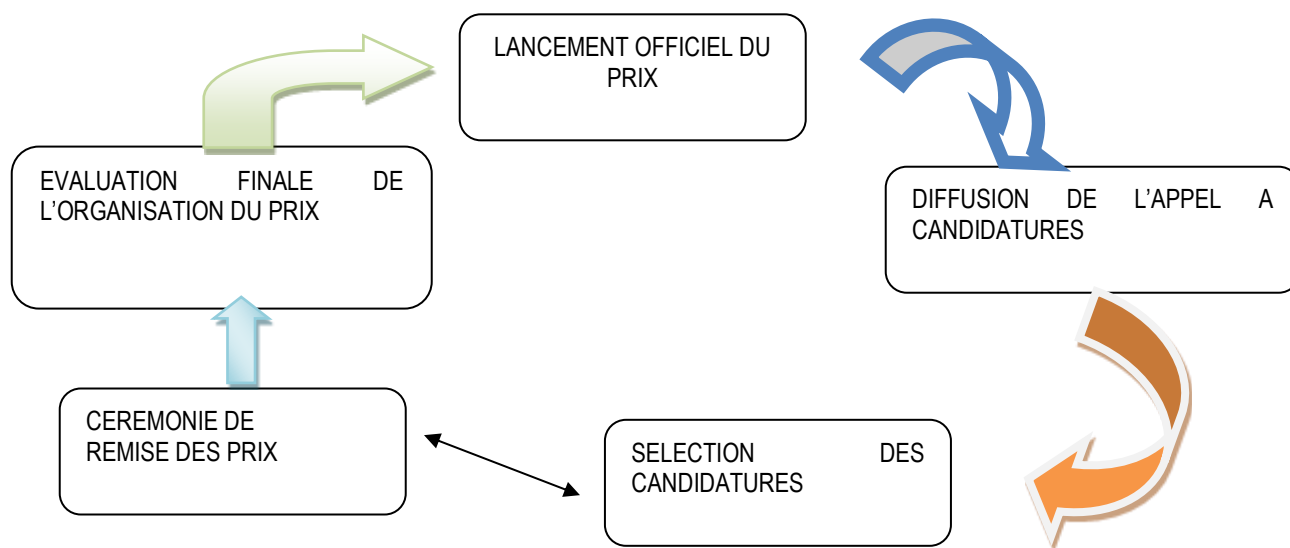 LANCEMENT OFFICIEL DU
PRIX
EVALUATION FINALE DE
L’ORGANISATION DU PRIX
DIFFUSION DE L’APPEL A
CANDIDATURES
CEREMONIE DE
REMISE DES PRIX
SELECTION DES
CANDIDATURES